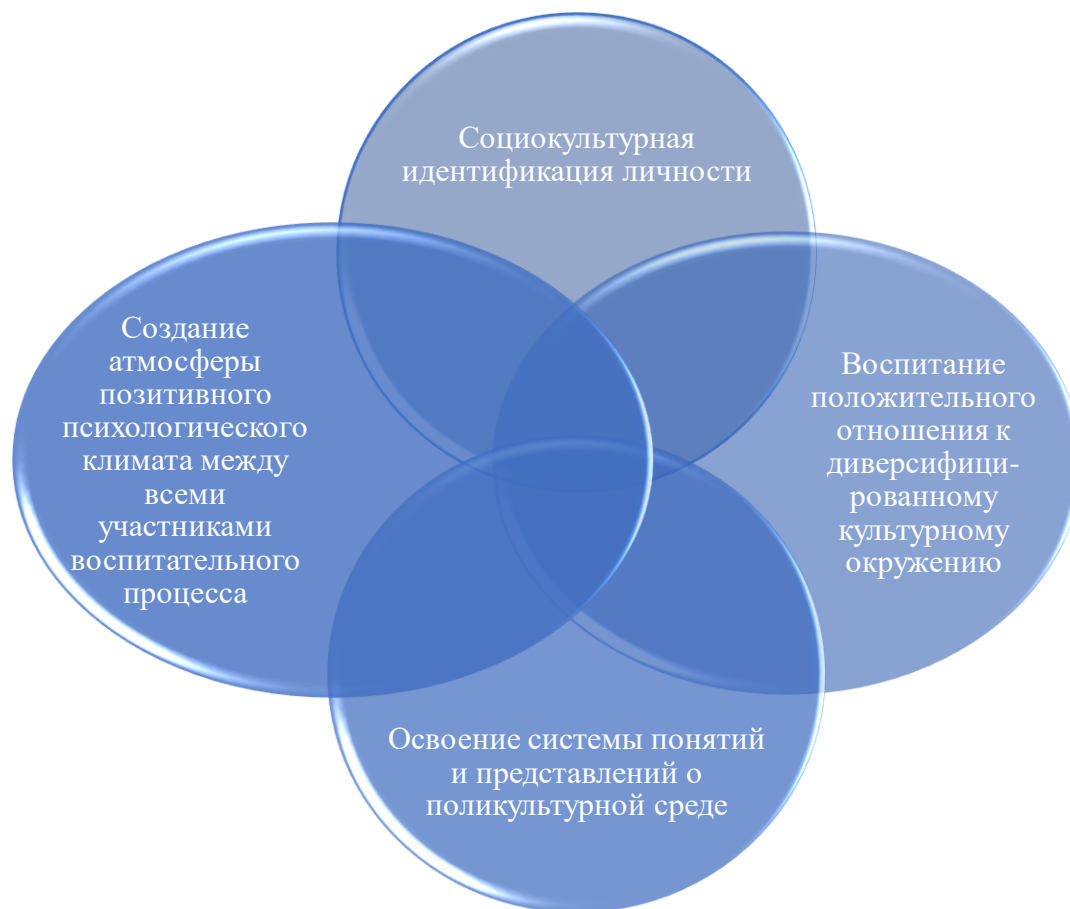 Социокультурная
идентификация личности
Создание
атмосферы
позитивного
психологического
климата между
всеми
участниками
воспитательного
процесса
Воспитание
положительного
отношения к
диверсифици-
рованному
культурному
окружению
Освоение системы понятий
и представлений о
поликультурной среде